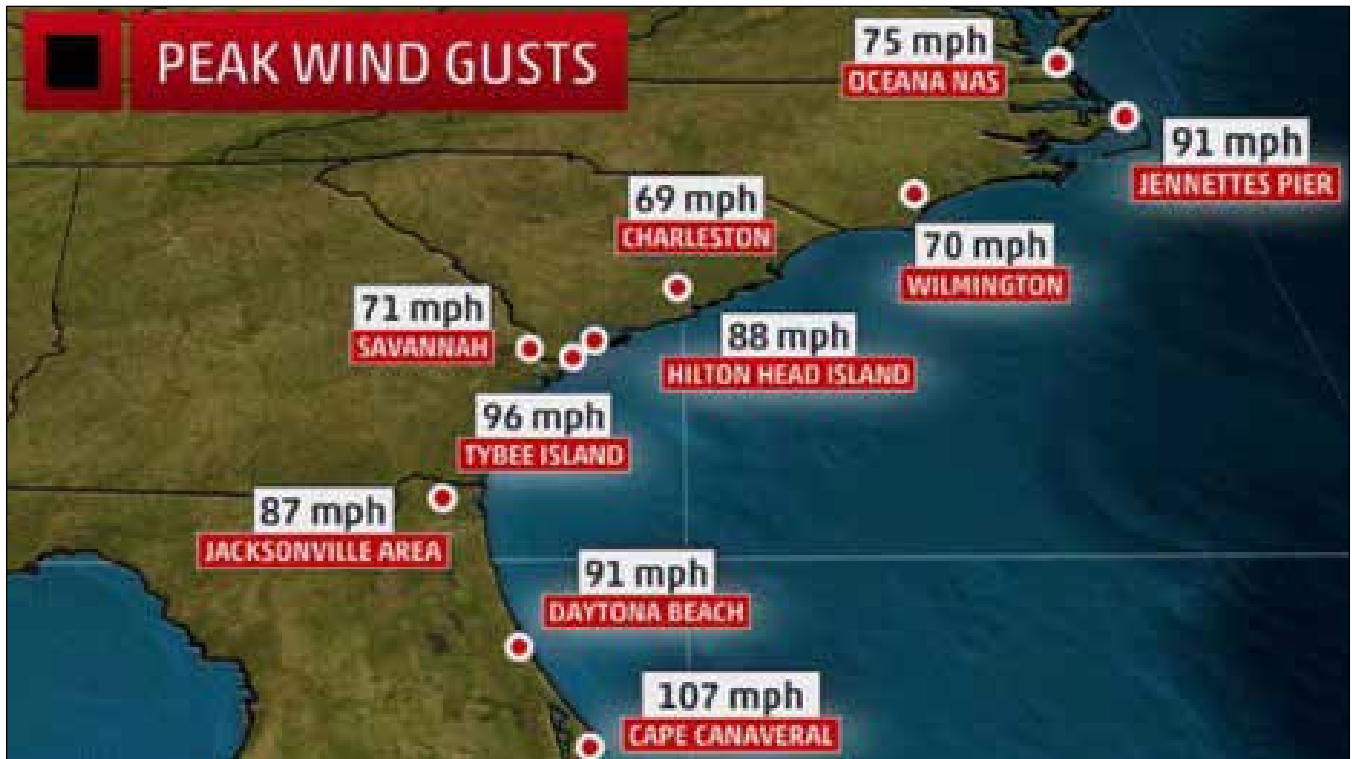 PEAK WIND GUSTS
75 mph
OCEANA NAS
91 mph
JENNETTES PIER
69 mph
CHARLESTON
70 mph
WILMINGTON
71 mph
SAVANNAH
88 mph
HILTON HEAD ISLAND
96 mph
TYBEE ISLAND
87 mph
JACKSONVILLE AREA
91 mph
DAYTONA BEACH
107 mph
CAPE CANAVERAL